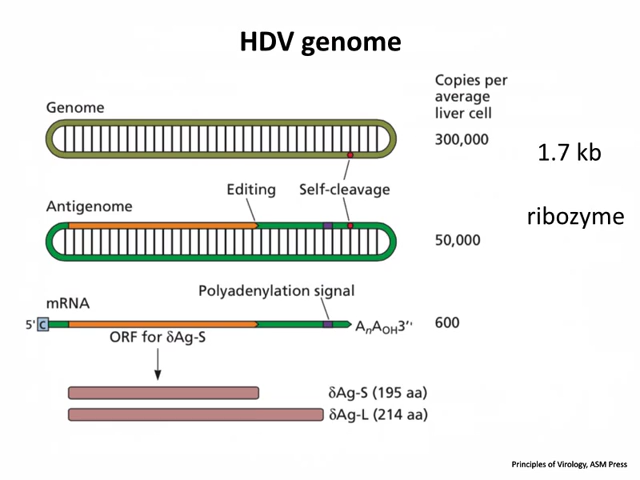 HDV genome
Copies per
average
liver cell
Genome
300,000
1.7 kb
Editing
Self-cleavage
Antigenome
ribozyme
50,000
Polyadenylation signal
mRNA
5' C
AnAOH3''
600
ORF for δAg-S
δAg-S (195 aa)
δAg-L (214 aa)
Principles of Virology, ASM Press